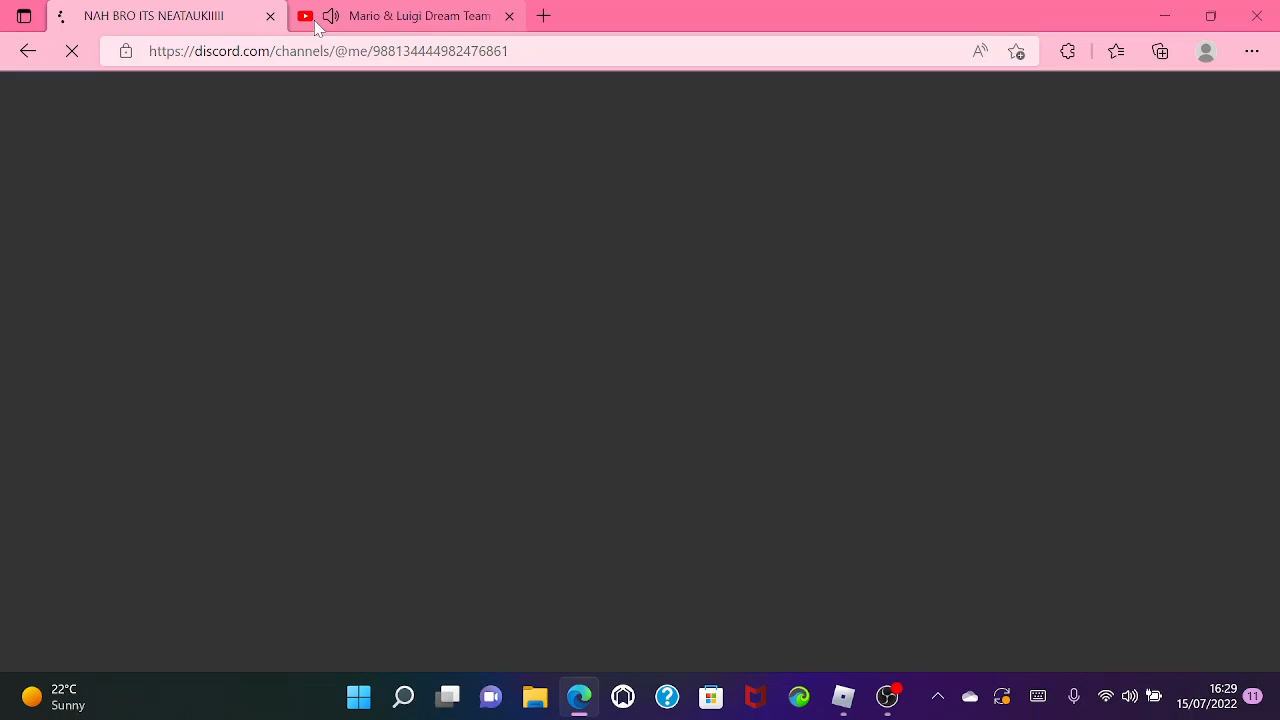 NAH BRO ITS NEATAUKIIIII
Mario & Luigi Dream Team
https://discord.com/channels/@me/988134444982476861
22°C
Sunny
16:29
15/07/2022
11